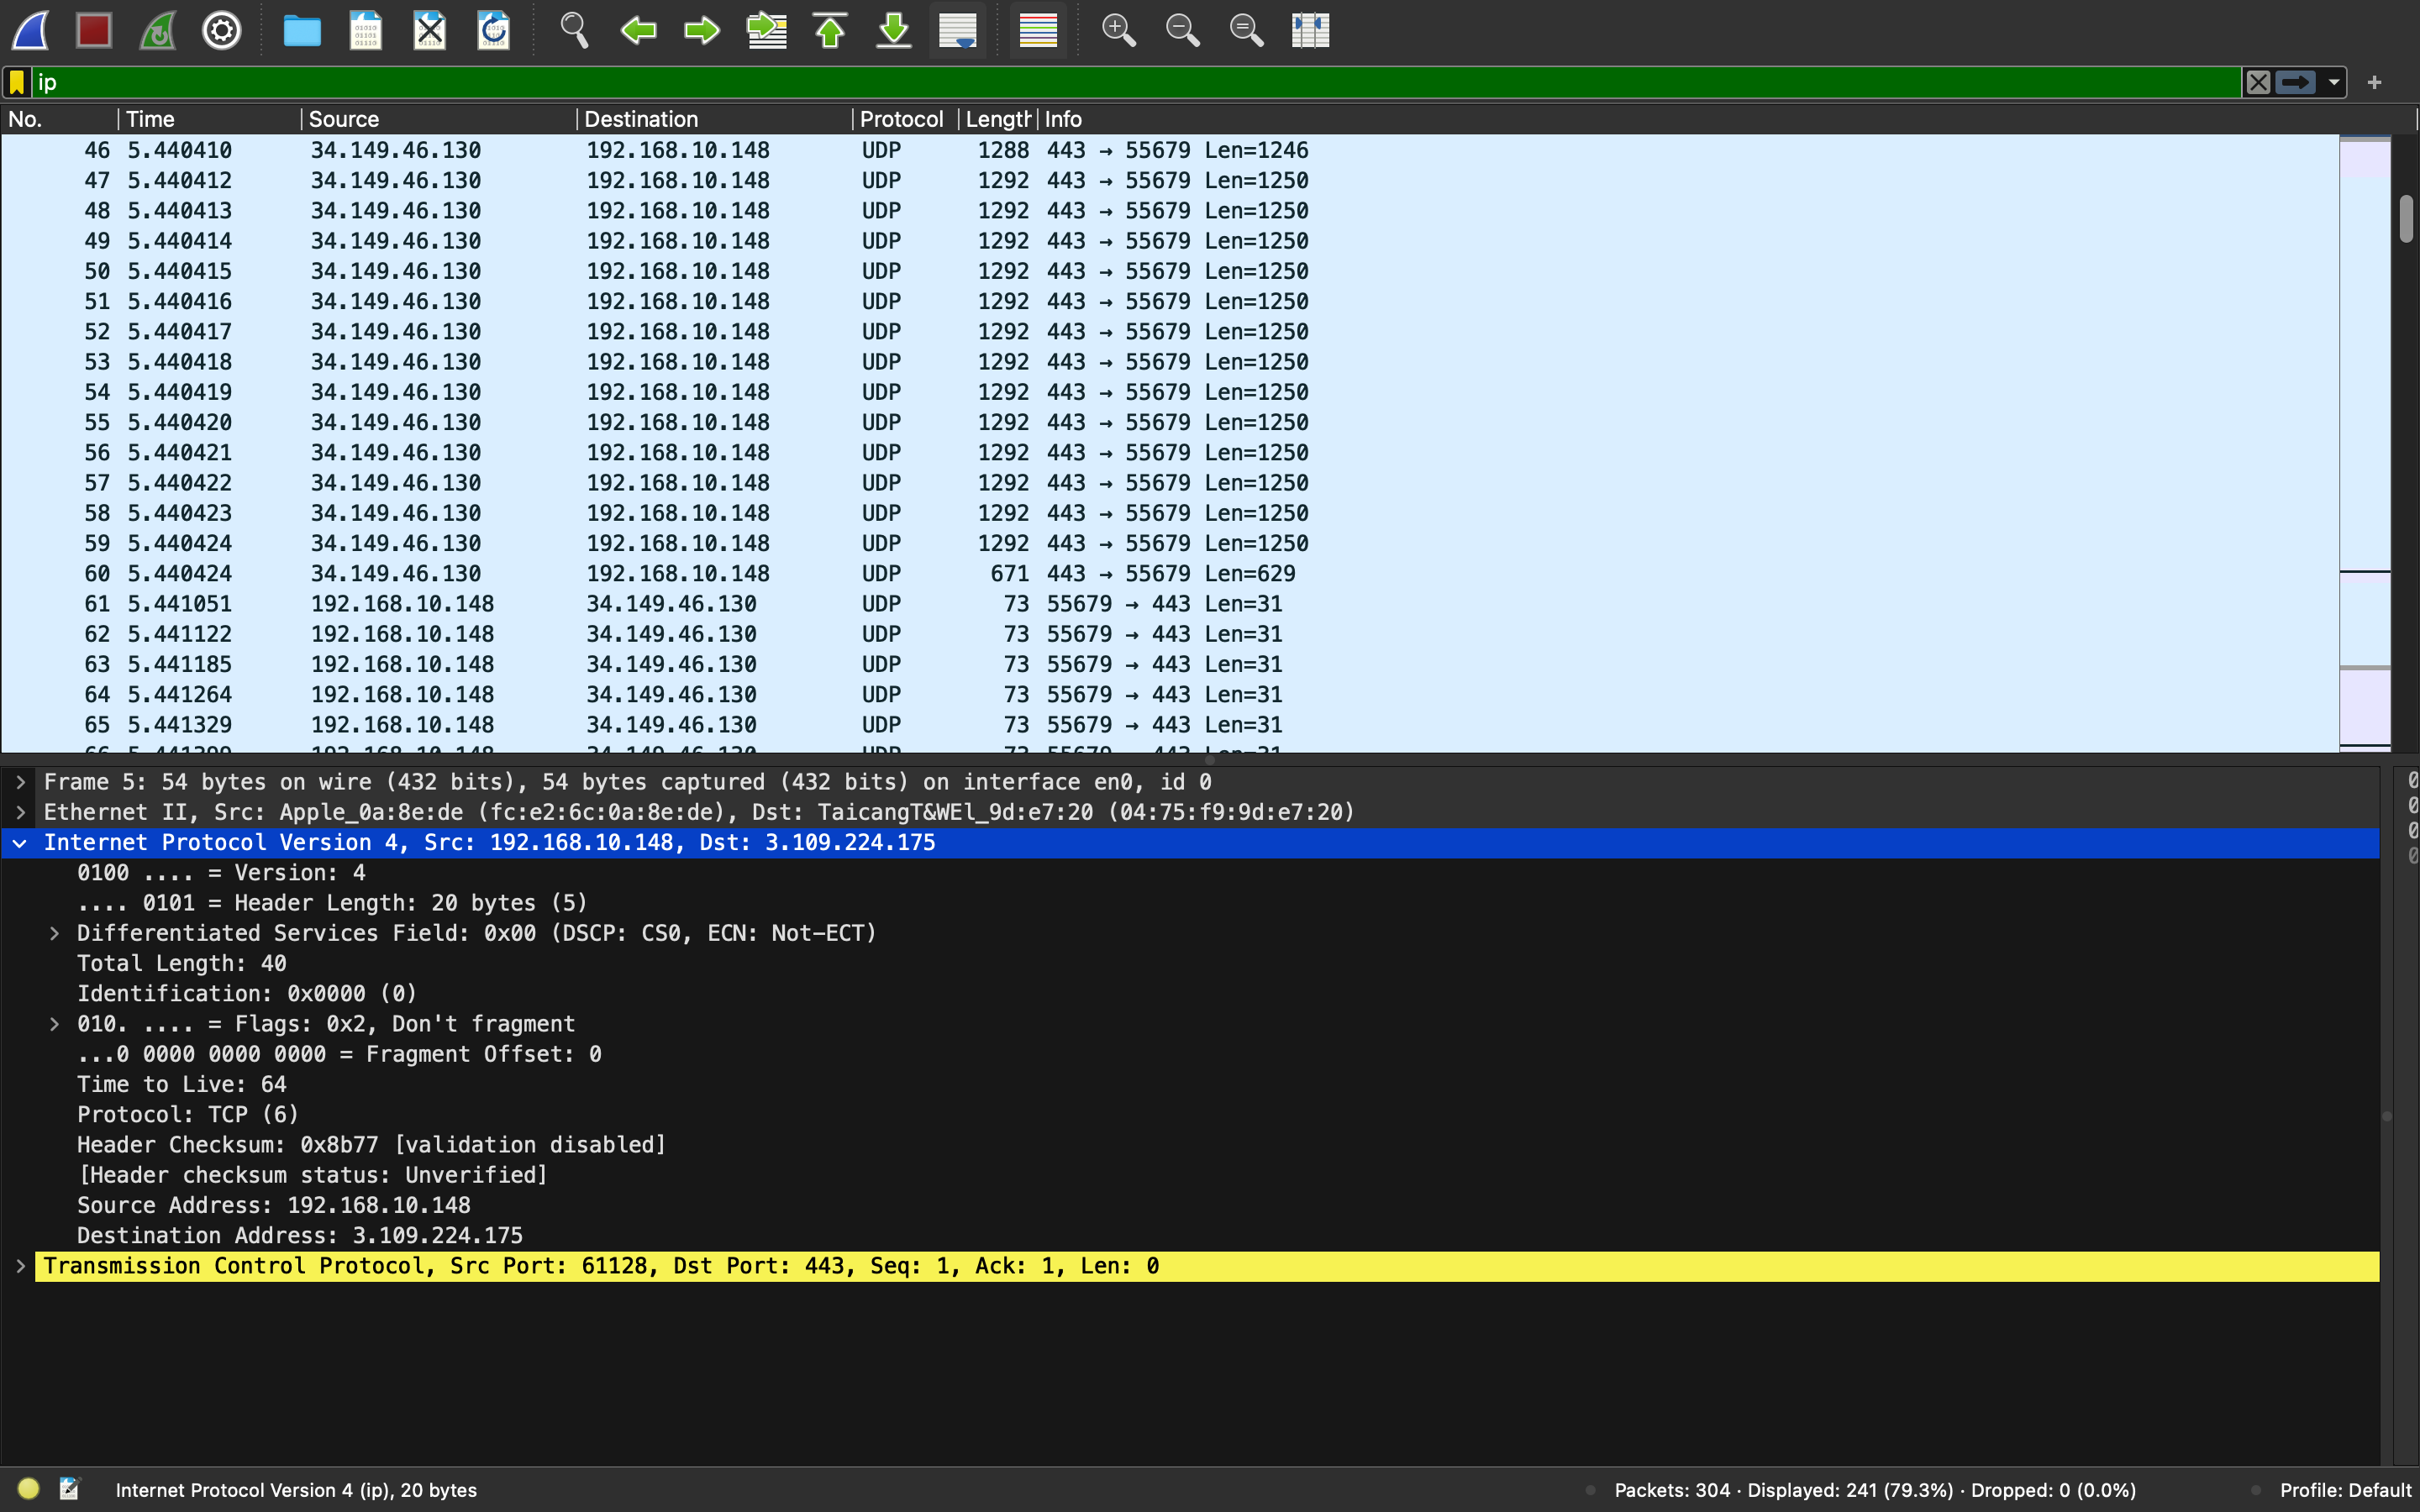 ip
No. Time Source Destination Protocol Length Info
46 5.440410 34.149.46.130 192.168.10.148 UDP 1288 443 → 55679 Len=1246
47 5.440412 34.149.46.130 192.168.10.148 UDP 1292 443 → 55679 Len=1250
48 5.440413 34.149.46.130 192.168.10.148 UDP 1292 443 → 55679 Len=1250
49 5.440414 34.149.46.130 192.168.10.148 UDP 1292 443 → 55679 Len=1250
50 5.440415 34.149.46.130 192.168.10.148 UDP 1292 443 → 55679 Len=1250
51 5.440416 34.149.46.130 192.168.10.148 UDP 1292 443 → 55679 Len=1250
52 5.440417 34.149.46.130 192.168.10.148 UDP 1292 443 → 55679 Len=1250
53 5.440418 34.149.46.130 192.168.10.148 UDP 1292 443 → 55679 Len=1250
54 5.440419 34.149.46.130 192.168.10.148 UDP 1292 443 → 55679 Len=1250
55 5.440420 34.149.46.130 192.168.10.148 UDP 1292 443 → 55679 Len=1250
56 5.440421 34.149.46.130 192.168.10.148 UDP 1292 443 → 55679 Len=1250
57 5.440422 34.149.46.130 192.168.10.148 UDP 1292 443 → 55679 Len=1250
58 5.440423 34.149.46.130 192.168.10.148 UDP 1292 443 → 55679 Len=1250
59 5.440424 34.149.46.130 192.168.10.148 UDP 1292 443 → 55679 Len=1250
60 5.440424 34.149.46.130 192.168.10.148 UDP 671 443 → 55679 Len=629
61 5.441051 192.168.10.148 34.149.46.130 UDP 73 55679 → 443 Len=31
62 5.441122 192.168.10.148 34.149.46.130 UDP 73 55679 → 443 Len=31
63 5.441185 192.168.10.148 34.149.46.130 UDP 73 55679 → 443 Len=31
64 5.441264 192.168.10.148 34.149.46.130 UDP 73 55679 → 443 Len=31
65 5.441329 192.168.10.148 34.149.46.130 UDP 73 55679 → 443 Len=31
Frame 5: 54 bytes on wire (432 bits), 54 bytes captured (432 bits) on interface en0, id 0
Ethernet II, Src: Apple_0a:8e:de (fc:e2:6c:0a:8e:de), Dst: TaicangT&WEl_9d:e7:20 (04:75:f9:9d:e7:20)
Internet Protocol Version 4, Src: 192.168.10.148, Dst: 3.109.224.175
0100 .... = Version: 4
.... 0101 = Header Length: 20 bytes (5)
Differentiated Services Field: 0x00 (DSCP: CS0, ECN: Not-ECT)
Total Length: 40
Identification: 0x0000 (0)
010. .... = Flags: 0x2, Don't fragment
...0 0000 0000 0000 = Fragment Offset: 0
Time to Live: 64
Protocol: TCP (6)
Header Checksum: 0x8b77 [validation disabled]
[Header checksum status: Unverified]
Source Address: 192.168.10.148
Destination Address: 3.109.224.175
Transmission Control Protocol, Src Port: 61128, Dst Port: 443, Seq: 1, Ack: 1, Len: 0
Internet Protocol Version 4 (ip), 20 bytes Packets: 304 · Displayed: 241 (79.3%) · Dropped: 0 (0.0%) Profile: Default